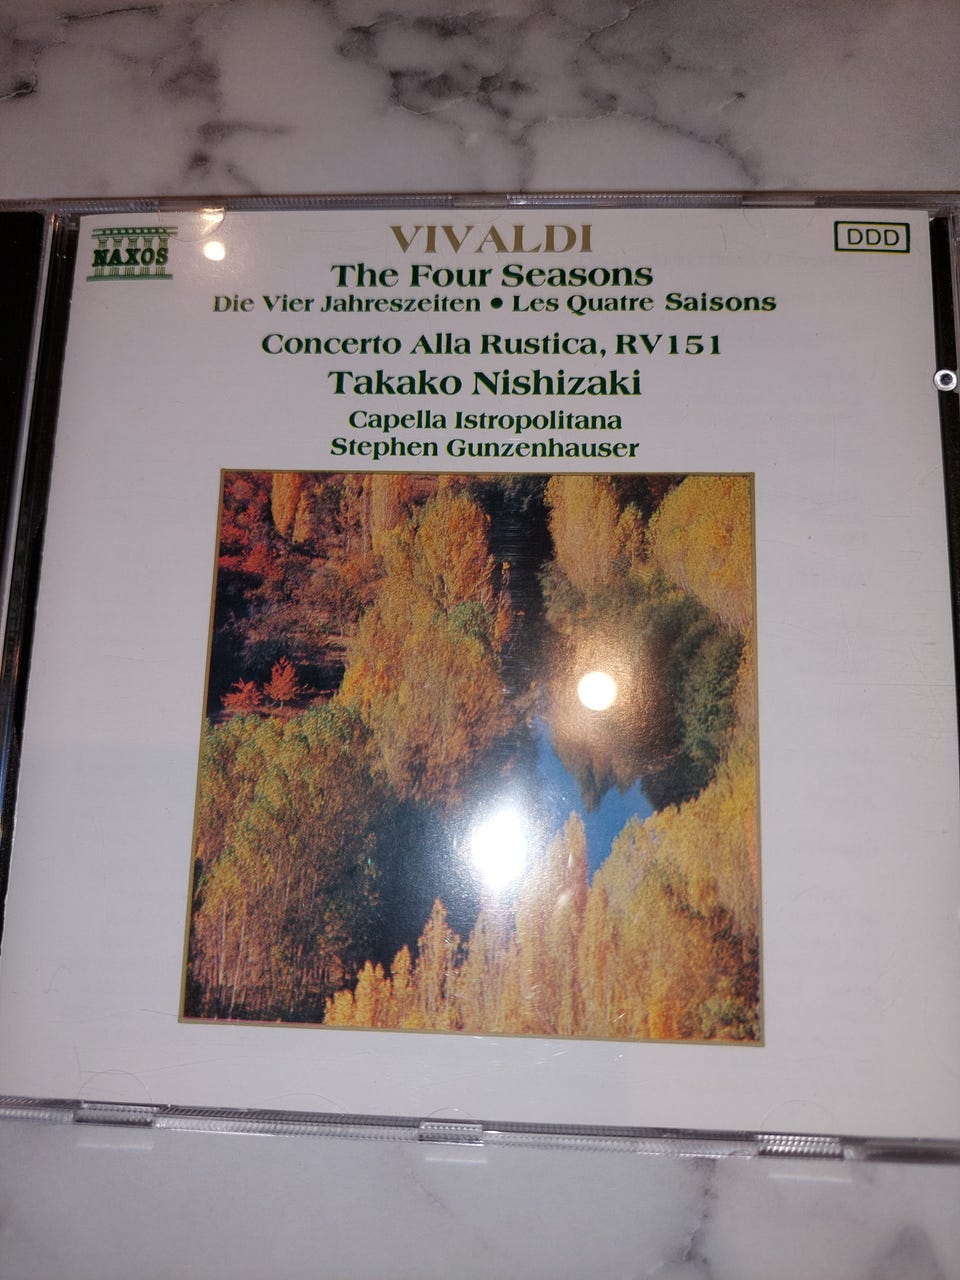 NAXOS
VIVALDI
DDD
The Four Seasons
Die Vier Jahreszeiten • Les Quatre Saisons
Concerto Alla Rustica, RV151
Takako Nishizaki
Capella Istropolitana
Stephen Gunzenhauser